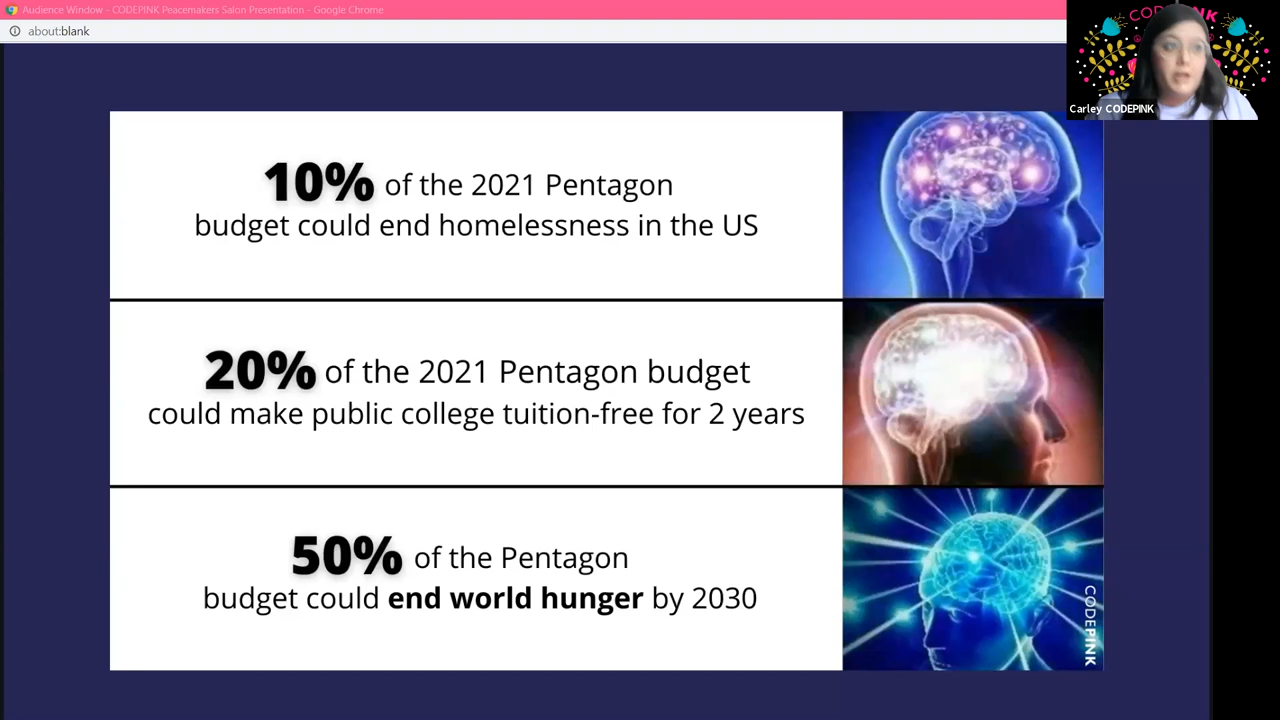 Audience Window - CODEPINK Peacemakers Salon Presentation - Google Chrome
about:blank
CODEPINK
Carley CODEPINK
10% of the 2021 Pentagon
budget could end homelessness in the US
20% of the 2021 Pentagon budget
could make public college tuition-free for 2 years
50% of the Pentagon
budget could end world hunger by 2030
CODEPINK